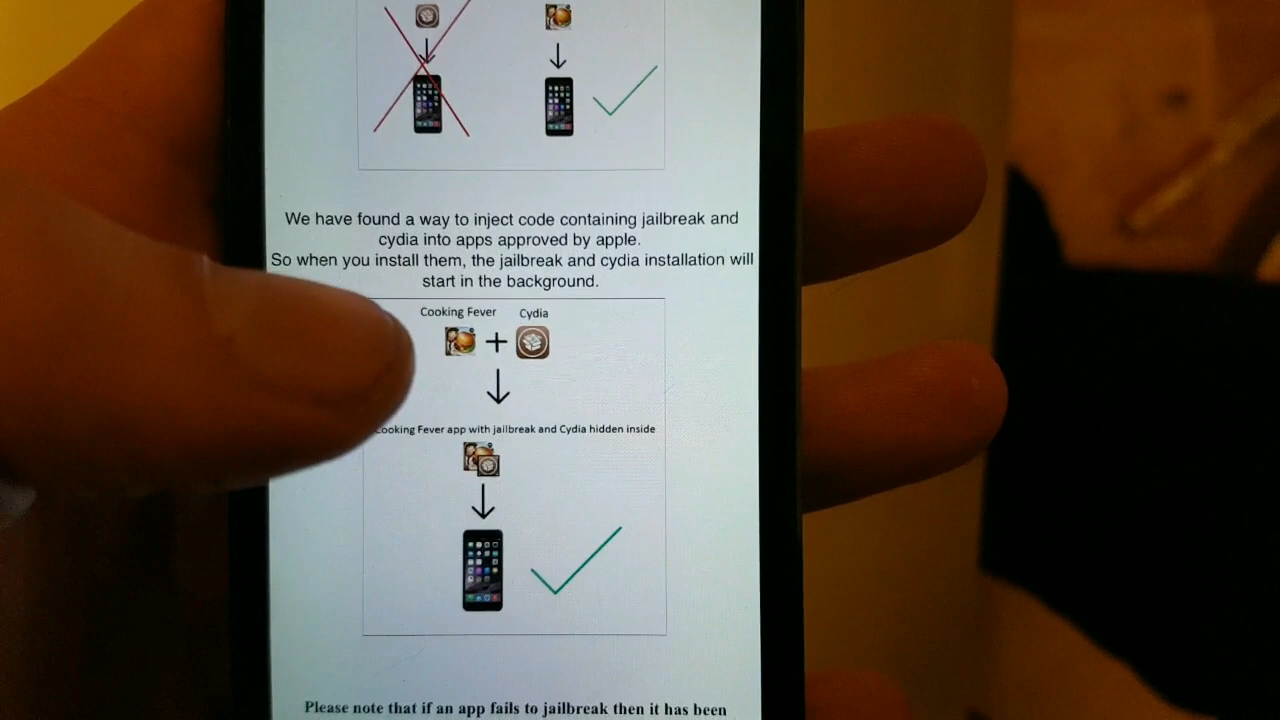 We have found a way to inject code containing jailbreak and
cydia into apps approved by apple.
So when you install them, the jailbreak and cydia installation will
start in the background.
Cooking Fever Cydia
+
Cooking Fever app with jailbreak and Cydia hidden inside
Please note that if an app fails to jailbreak then it has been